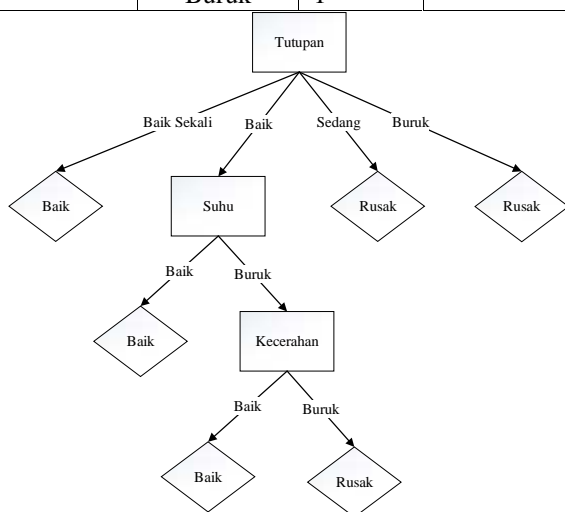 Buruk 1
Tutupan
Baik Sekali Baik Sedang Buruk
Baik Suhu Rusak Rusak
Baik Buruk
Baik Kecerahan
Baik Buruk
Baik Rusak